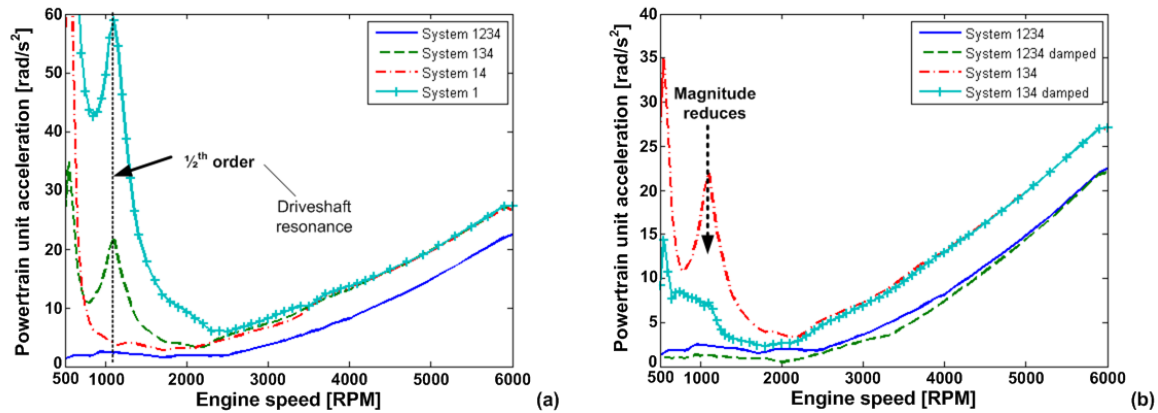 60
50
40
30
20
10
0
500
1000
2000
3000
4000
5000
6000
Powertrain unit acceleration [rad/s²]
Engine speed [RPM]
System 1234
System 134
System 14
System 1
½ᵗʰ order
Driveshaft
resonance
(a)
40
35
30
25
20
15
10
5
0
500
1000
2000
3000
4000
5000
6000
Powertrain unit acceleration [rad/s²]
Engine speed [RPM]
System 1234
System 1234 damped
System 134
System 134 damped
Magnitude
reduces
(b)